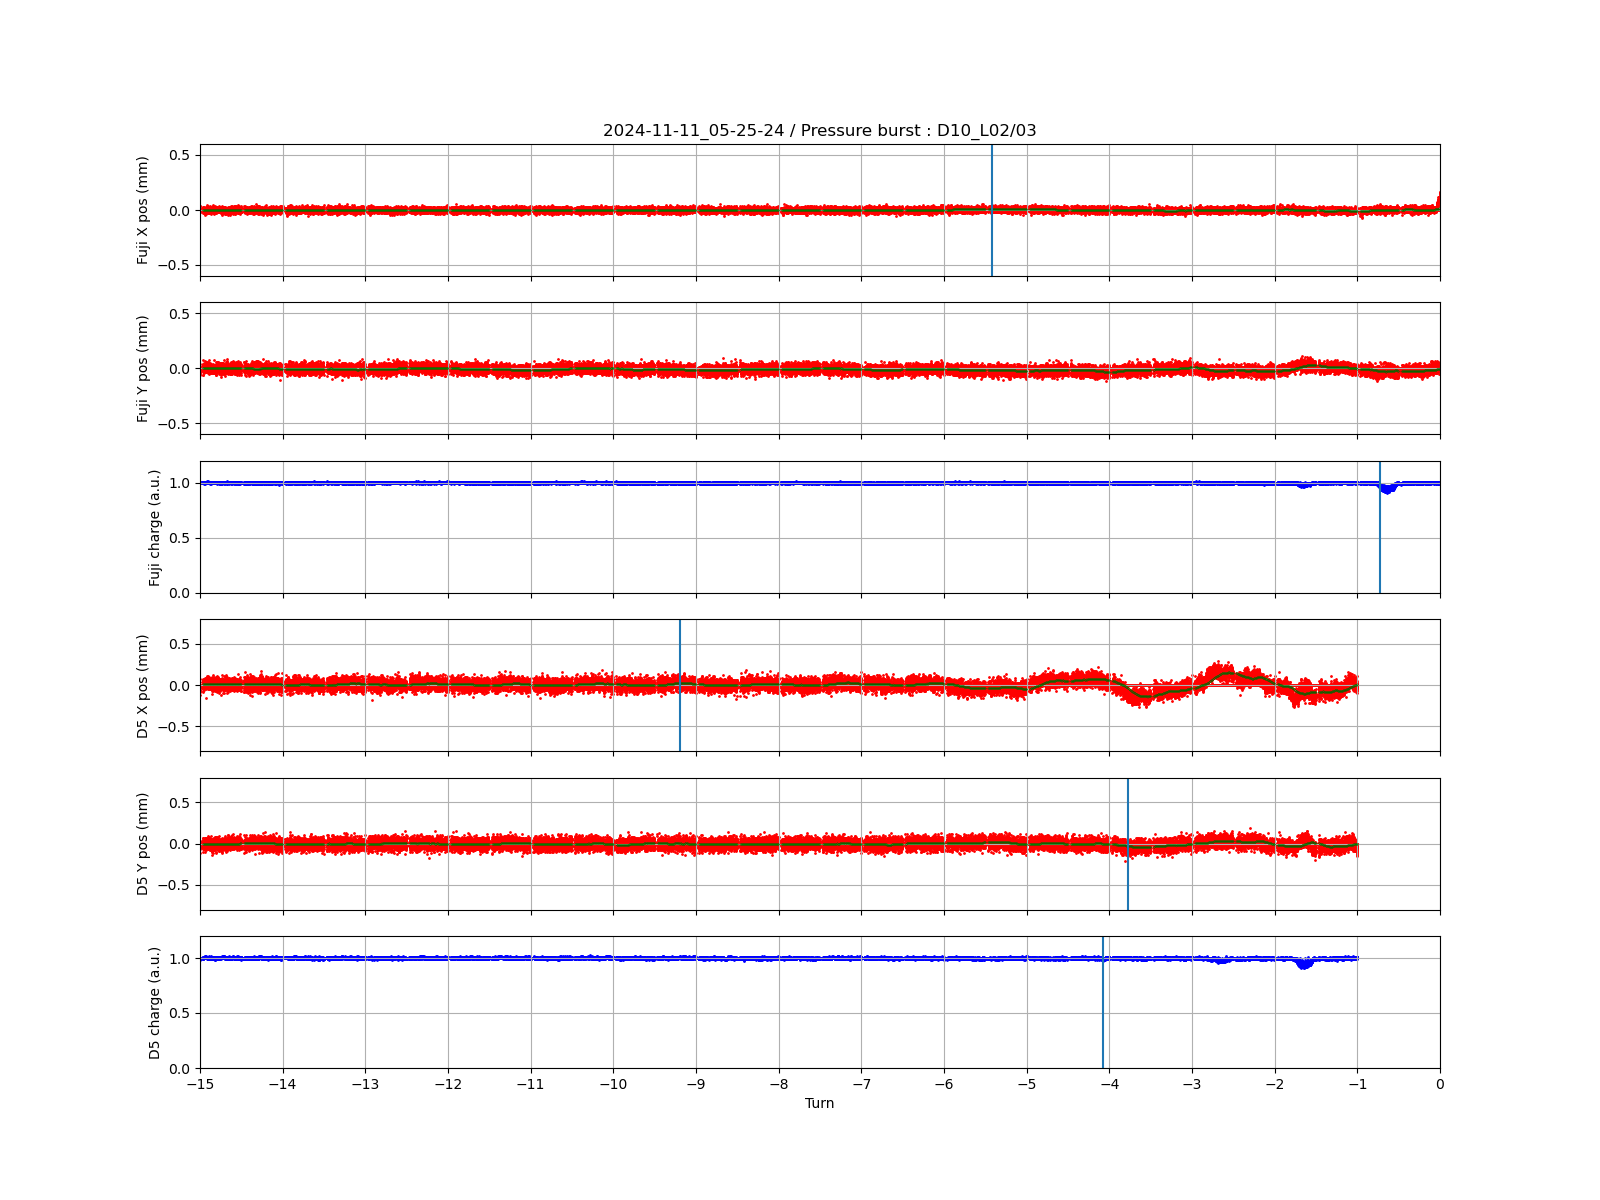 2024-11-11_05-25-24 / Pressure burst : D10_L02/03
Fuji X pos (mm)
0.5
0.0
−0.5
Fuji Y pos (mm)
0.5
0.0
−0.5
Fuji charge (a.u.)
1.0
0.5
0.0
D5 X pos (mm)
0.5
0.0
−0.5
D5 Y pos (mm)
0.5
0.0
−0.5
D5 charge (a.u.)
1.0
0.5
0.0
−15 −14 −13 −12 −11 −10 −9 −8 −7 −6 −5 −4 −3 −2 −1 0
Turn